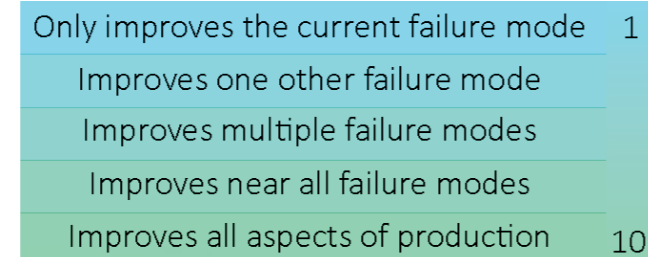 Only improves the current failure mode 1
Improves one other failure mode
Improves multiple failure modes
Improves near all failure modes
Improves all aspects of production 10